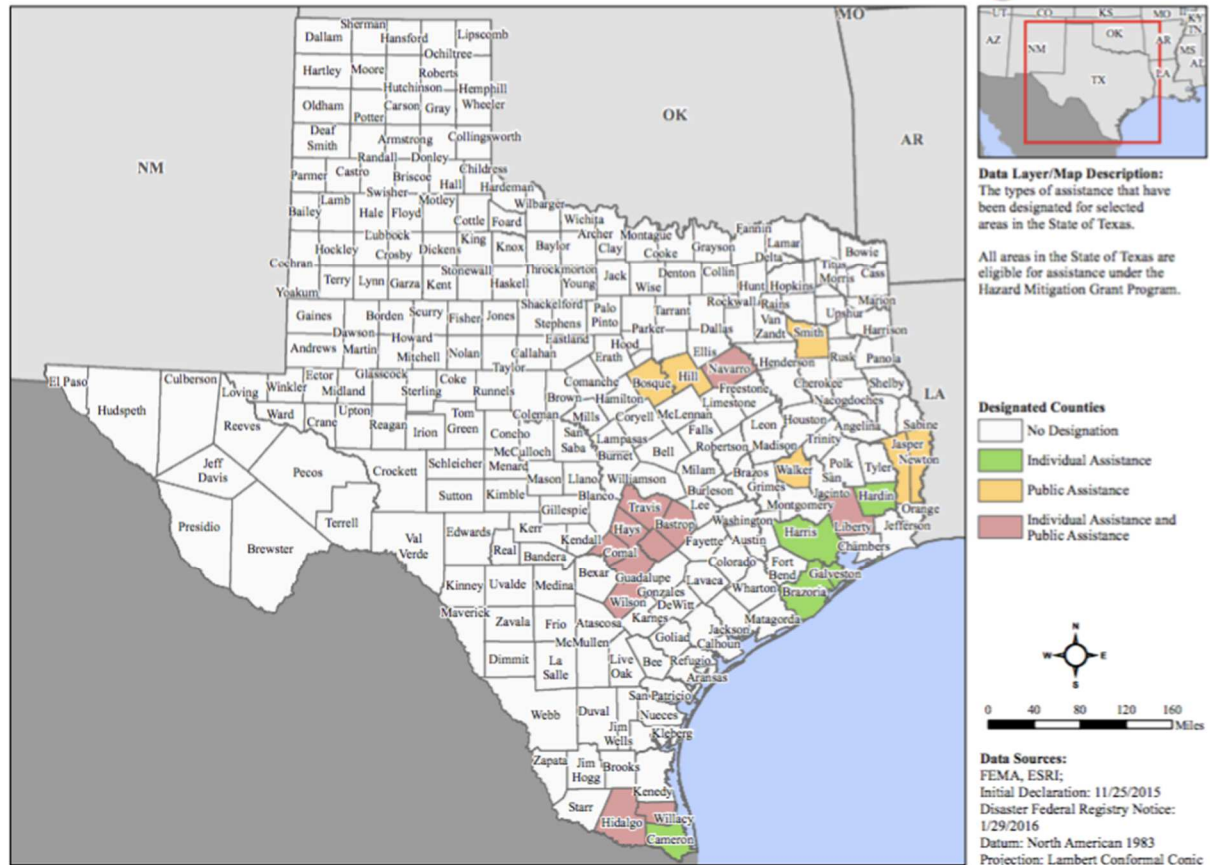 MO
Sherman
Dallam Hansford Lipscomb
Ochiltree
Hartley Moore Roberts
Hutchinson Hemphill
Oldham Carson Gray Wheeler
Potter
OK
Deaf
Smith
Armstrong Collingsworth
AR
NM
Randall Donley
Parmer Castro Briscoe Hall Childress
Swisher Motley Hardeman
Lamb Wilbarger
Bailey Hale Floyd Cottle Foard Wichita
Lubbock King Archer Montague Fannin
Hockley Crosby Dickens Knox Baylor Clay Cooke Grayson Lamar
Delta Bowie
Cochran Stonewall Throckmorton Titus
Terry Lynn Garza Kent Haskell Young Jack Wise Denton Collin Hunt Hopkins Morris Cass
Yoakum Shackelford Rockwall Rains Marion
Gaines Borden Scurry Fisher Jones Stephens Palo
Pinto
Tarrant Van
Zandt
Upshur
Dawson Eastland Parker Dallas Smith Harrison
Andrews Martin Howard Mitchell Nolan Callahan Hood Ellis
Erath Navarro Henderson Rusk Panola
El Paso Culberson Loving Winkler Ector Glasscock Coke Taylor Comanche Bosque Hill Freestone Cherokee Shelby
Hudspeth Midland Sterling Runnels Brown Hamilton Limestone Nacogdoches
LA
Reeves Ward Crane Upton Reagan Irion Tom
Green
Coleman Mills Coryell McLennan Leon Houston Angelina Sabine
Concho San
Saba
Falls Trinity Jasper
Jeff
Davis
Pecos Crockett Schleicher McCulloch Lampasas Bell Robertson Madison Polk Tyler Newton
Menard Burnet Milam Brazos Walker San
Jacinto
Mason Llano Williamson Grimes Hardin
Presidio Brewster Terrell Sutton Kimble Blanco Burleson Montgomery Orange
Gillespie Travis Lee Liberty
Val
Verde
Edwards Kerr Hays Bastrop Washington Harris Jefferson
Real Kendall Fayette Austin Chambers
Bandera Comal Colorado Fort
Bend
Galveston
Kinney Uvalde Medina Bexar Guadalupe Lavaca Wharton Brazoria
Maverick Wilson Gonzales
DeWitt
Zavala Frio Atascosa Karnes Matagorda
McMullen Goliad Jackson
Calhoun
Dimmit La
Salle
Live
Oak
Bee Refugio
Aransas
San Patricio
Webb Duval Nueces
Jim
Wells
Kleberg
Zapata Jim
Hogg
Brooks
Kenedy
Starr Hidalgo Willacy
Cameron
UT CO KS MO KY
TN
AZ NM OK AR MS
AL
TX LA
Data Layer/Map Description:
The types of assistance that have
been designated for selected
areas in the State of Texas.
All areas in the State of Texas are
eligible for assistance under the
Hazard Mitigation Grant Program.
Designated Counties
No Designation
Individual Assistance
Public Assistance
Individual Assistance and
Public Assistance
N
W E
S
0 40 80 120 160
Miles
Data Sources:
FEMA, ESRI;
Initial Declaration: 11/25/2015
Disaster Federal Registry Notice:
1/29/2016
Datum: North American 1983
Projection: Lambert Conformal Conic